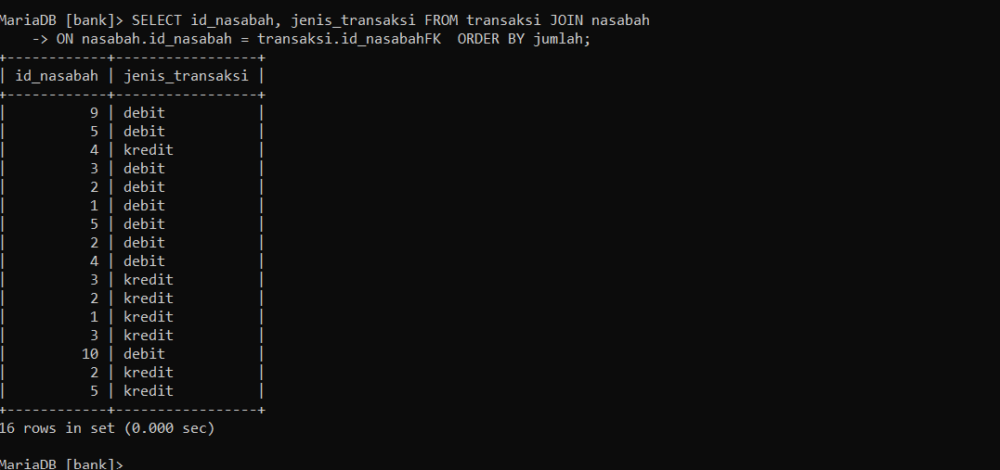 MariaDB [bank]> SELECT id_nasabah, jenis_transaksi FROM transaksi JOIN nasabah
    -> ON nasabah.id_nasabah = transaksi.id_nasabahFK  ORDER BY jumlah;
+------------+-----------------+
| id_nasabah | jenis_transaksi |
+------------+-----------------+
|          9 | debit           |
|          5 | debit           |
|          4 | kredit          |
|          3 | debit           |
|          2 | debit           |
|          1 | debit           |
|          5 | debit           |
|          2 | debit           |
|          4 | debit           |
|          3 | kredit          |
|          2 | kredit          |
|          1 | kredit          |
|          3 | kredit          |
|         10 | debit           |
|          2 | kredit          |
|          5 | kredit          |
+------------+-----------------+
16 rows in set (0.000 sec)

MariaDB [bank]>